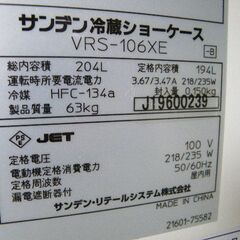 サンデン冷蔵ショーケース
VRS-106XE
-B
総内容積 204L 定格内容積 194L
運転時所要電流電力 3.67/3.47A 218/235W
冷媒 HFC-134a 封入量 0.150kg
製品質量 63kg J19600239
PSE JET
定格電圧 100 V
電動機定格消費電力 218/235 W
定格周波数 50/60Hz
漏電遮断器付 屋内用
サンデン・リテールシステム株式会社
MADE IN CHINA
21601-75582